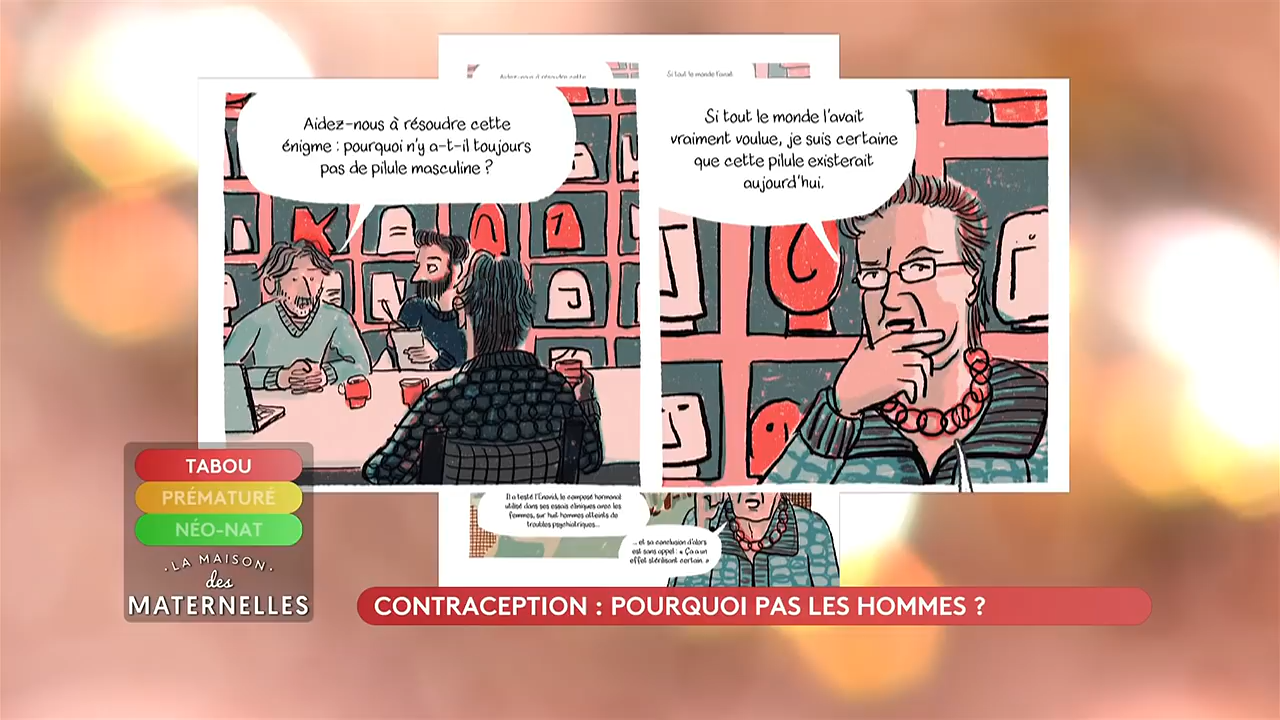 Aidez-nous à résoudre cette
Si tout le monde l'avait
Aidez-nous à résoudre cette
énigme : pourquoi n'y a-t-il toujours
pas de pilule masculine ?
Si tout le monde l'avait
vraiment voulue, je suis certaine
que cette pilule existerait
aujourd'hui.
Il a testé l'Enovid, le composé hormonal
utilisé dans ses essais cliniques avec les
femmes, sur huit hommes atteints de
troubles psychiatriques...
... et sa conclusion d'alors
est sans appel : « Ça a un
effet stérilisant certain. »
TABOU
PRÉMATURÉ
NÉO-NAT
• LA MAISON •
des
MATERNELLES
CONTRACEPTION : POURQUOI PAS LES HOMMES ?